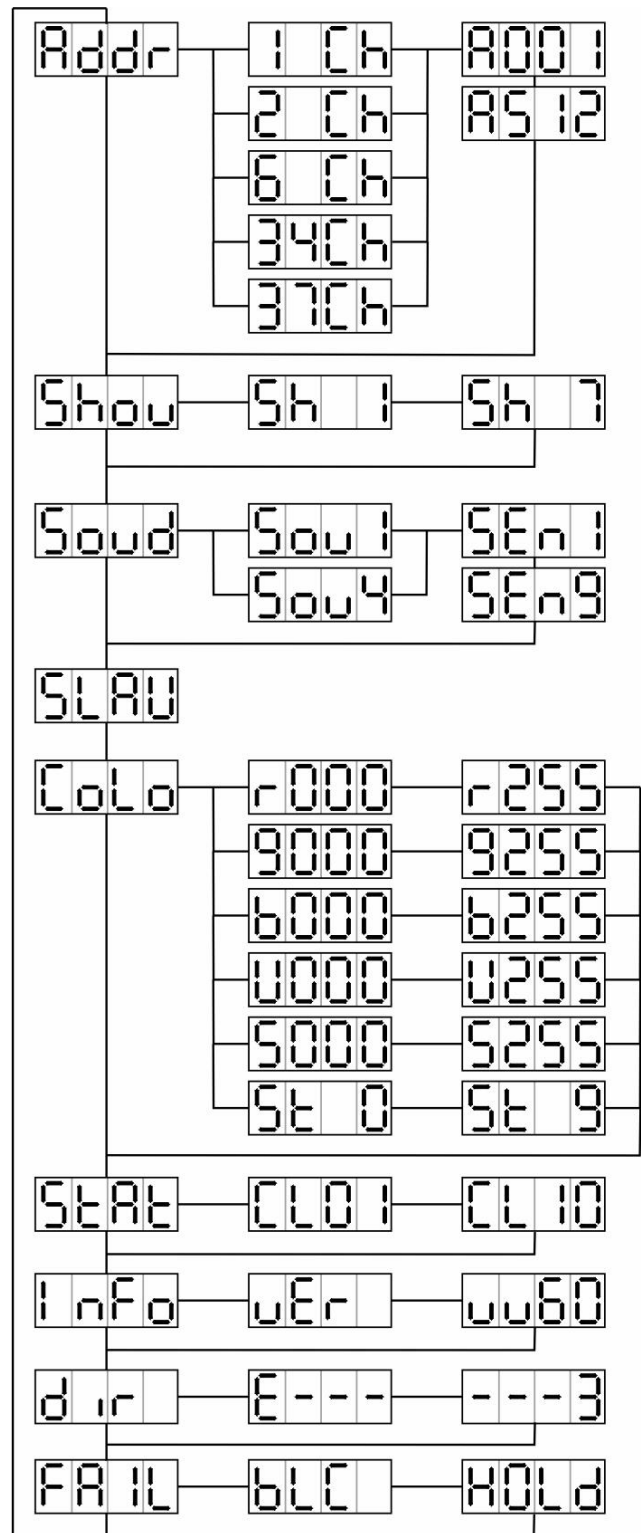 Addr 1 Ch A001
2 Ch A512
6 Ch
34Ch
37Ch
Shou Sh 1 Sh 7
Soud Sou1 SEn1
Sou4 SEn9
SLAU
CoLo r000 r255
g000 g255
b000 b255
U000 U255
S000 S255
St 0 St 9
StAt CL01 CL10
InFo uEr uu60
dir E--- ---3
FAIL bLC HOLd